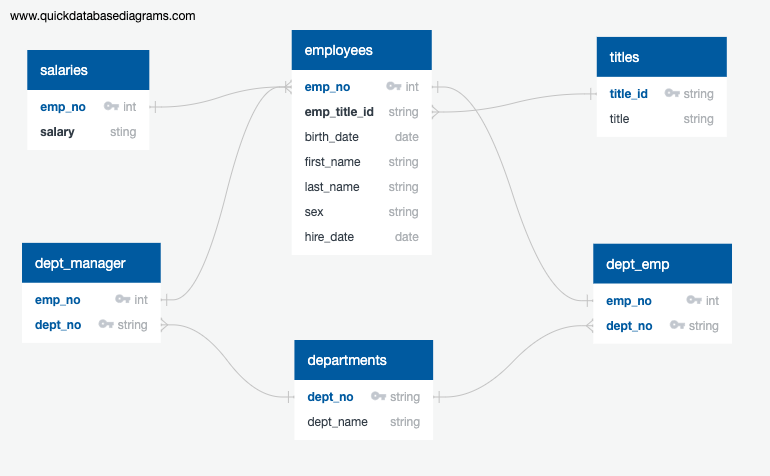 www.quickdatabasediagrams.com
salaries
emp_no int
salary sting
employees
emp_no int
emp_title_id string
birth_date date
first_name string
last_name string
sex string
hire_date date
titles
title_id string
title string
dept_manager
emp_no int
dept_no string
departments
dept_no string
dept_name string
dept_emp
emp_no int
dept_no string